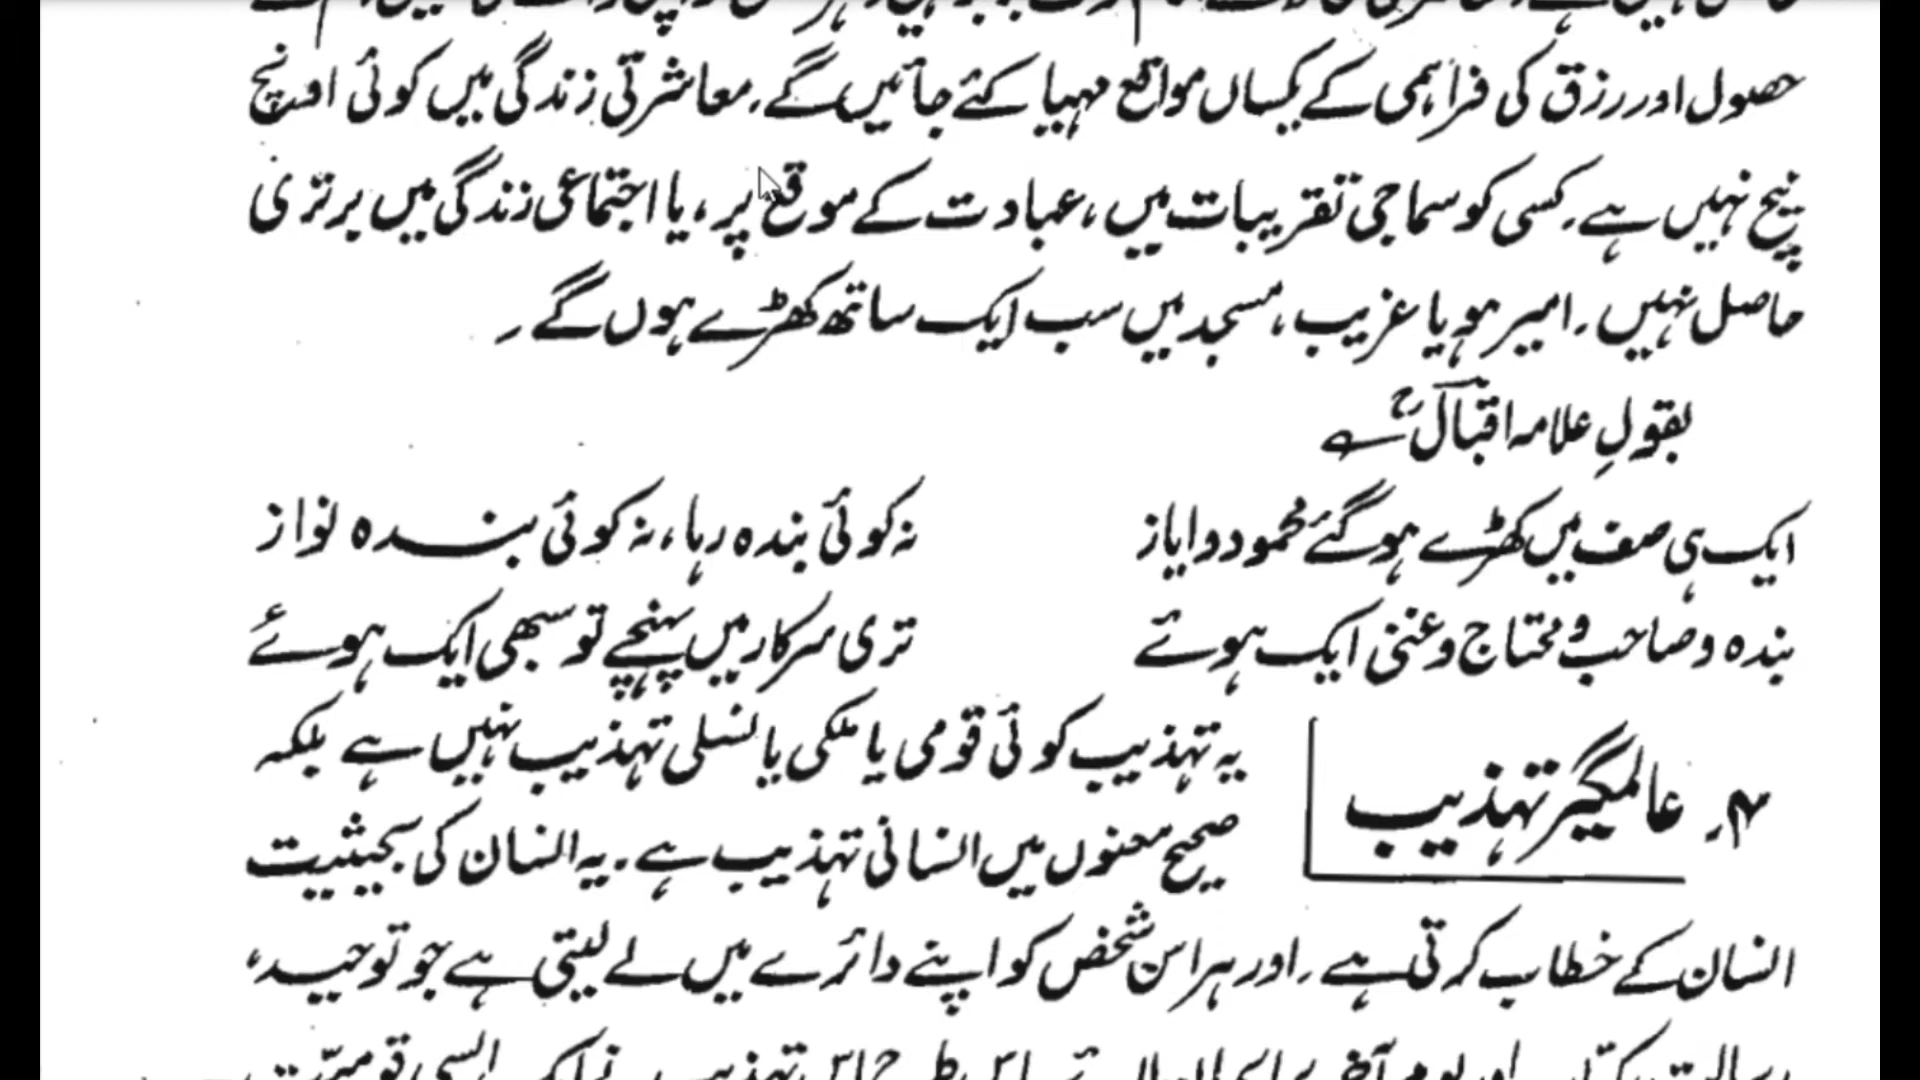 حصول اور رزق کی فراہمی کے یکساں مواقع مہیا کئے جائیں گے۔ معاشرتی زندگی میں کوئی اونچ
نیچ نہیں ہے۔ کسی کو سماجی تقریبات میں، عبادت کے موقع پر، یا اجتماعی زندگی میں برتری
حاصل نہیں۔ امیر ہو یا غریب، مسجد میں سب ایک ساتھ کھڑے ہوں گے۔
بقولِ علامہ اقبالؒ ؎
ایک ہی صف میں کھڑے ہو گئے محمود و ایاز نہ کوئی بندہ رہا، نہ کوئی بندہ نواز
بندہ و صاحب و محتاج و غنی ایک ہوئے تری سرکار میں پہنچے تو سبھی ایک ہوئے
۴۔ عالمگیر تہذیب
یہ تہذیب کوئی قومی یا ملکی یا نسلی تہذیب نہیں ہے بلکہ
صحیح معنوں میں انسانی تہذیب ہے۔ یہ انسان کی بحیثیت
انسان کے خطاب کرتی ہے۔ اور ہر اس شخص کو اپنے دائرے میں لے لیتی ہے جو توحید،